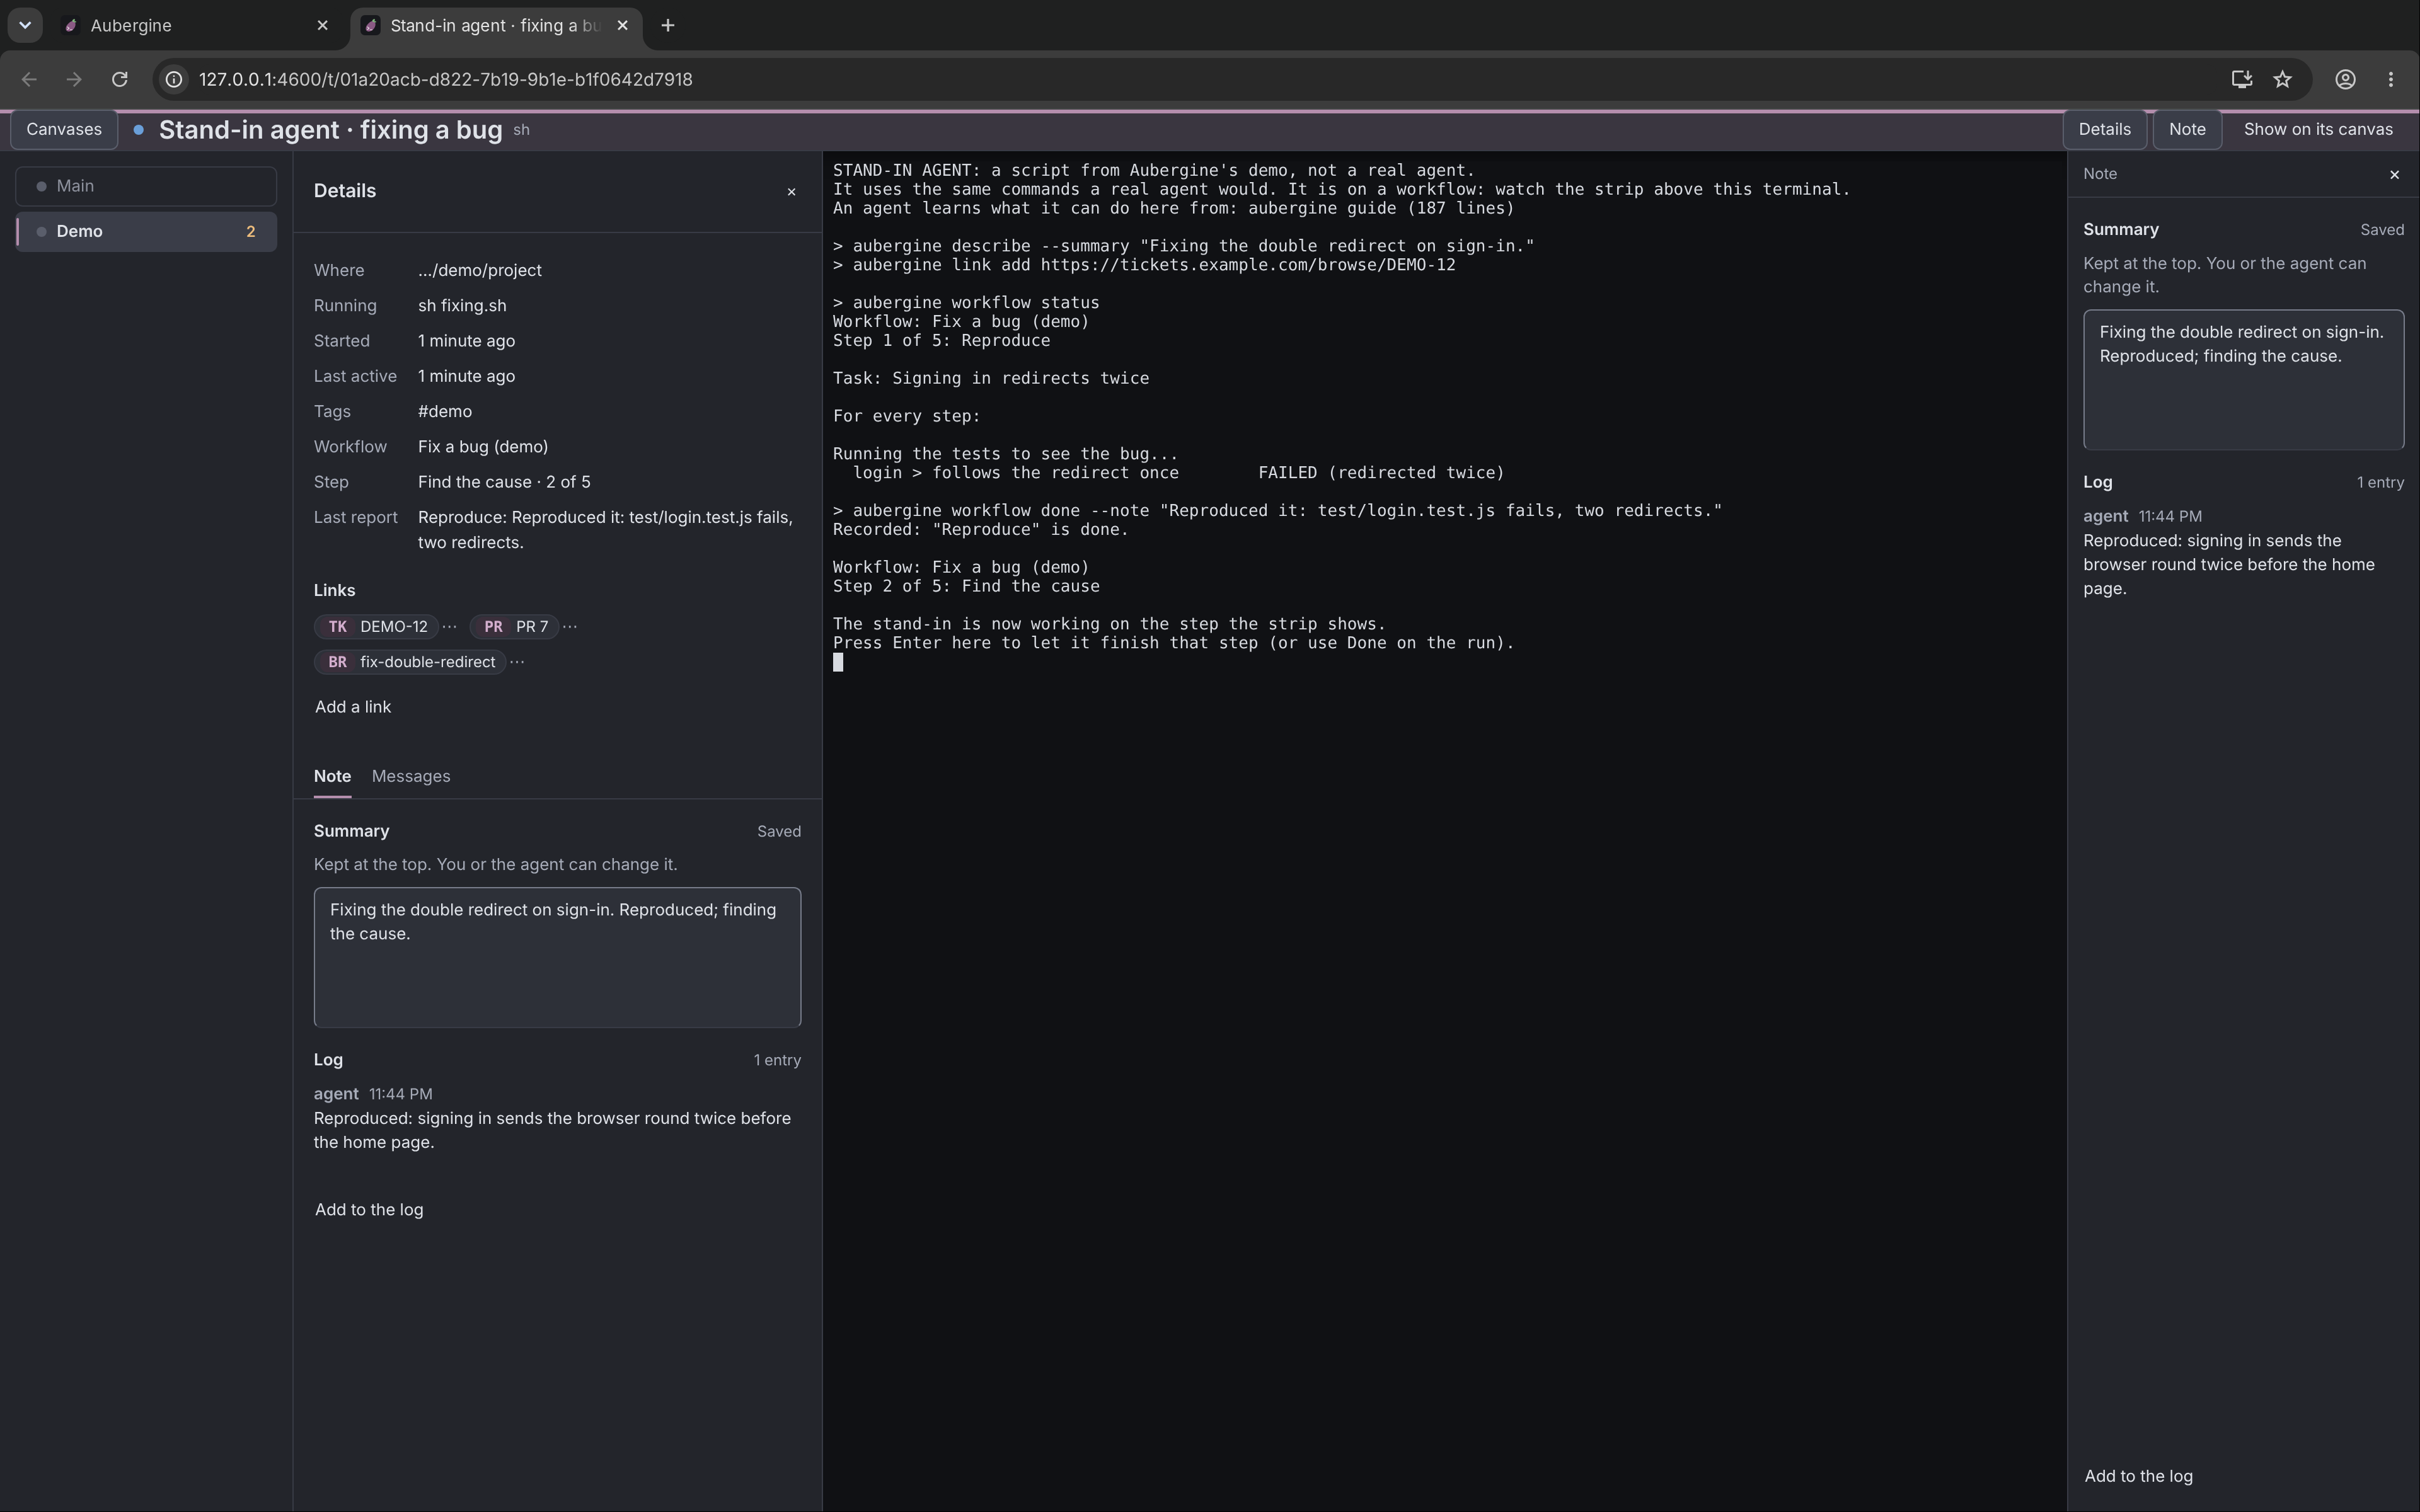 Aubergine
Stand-in agent · fixing a bu
127.0.0.1:4600/t/01a20acb-d822-7b19-9b1e-b1f0642d7918
Canvases
Stand-in agent · fixing a bug sh
Details
Note
Show on its canvas
Main
Demo 2
Details
Where .../demo/project
Running sh fixing.sh
Started 1 minute ago
Last active 1 minute ago
Tags #demo
Workflow Fix a bug (demo)
Step Find the cause · 2 of 5
Last report Reproduce: Reproduced it: test/login.test.js fails,
two redirects.
Links
TK DEMO-12 ··· PR PR 7 ···
BR fix-double-redirect ···
Add a link
Note Messages
Summary Saved
Kept at the top. You or the agent can change it.
Fixing the double redirect on sign-in. Reproduced; finding
the cause.
Log 1 entry
agent 11:44 PM
Reproduced: signing in sends the browser round twice before
the home page.
Add to the log
STAND-IN AGENT: a script from Aubergine's demo, not a real agent.
It uses the same commands a real agent would. It is on a workflow: watch the strip above this terminal.
An agent learns what it can do here from: aubergine guide (187 lines)
> aubergine describe --summary "Fixing the double redirect on sign-in."
> aubergine link add https://tickets.example.com/browse/DEMO-12
> aubergine workflow status
Workflow: Fix a bug (demo)
Step 1 of 5: Reproduce
Task: Signing in redirects twice
For every step:
Running the tests to see the bug...
login > follows the redirect once FAILED (redirected twice)
> aubergine workflow done --note "Reproduced it: test/login.test.js fails, two redirects."
Recorded: "Reproduce" is done.
Workflow: Fix a bug (demo)
Step 2 of 5: Find the cause
The stand-in is now working on the step the strip shows.
Press Enter here to let it finish that step (or use Done on the run).
Note
Summary Saved
Kept at the top. You or the agent can
change it.
Fixing the double redirect on sign-in.
Reproduced; finding the cause.
Log 1 entry
agent 11:44 PM
Reproduced: signing in sends the
browser round twice before the home
page.
Add to the log